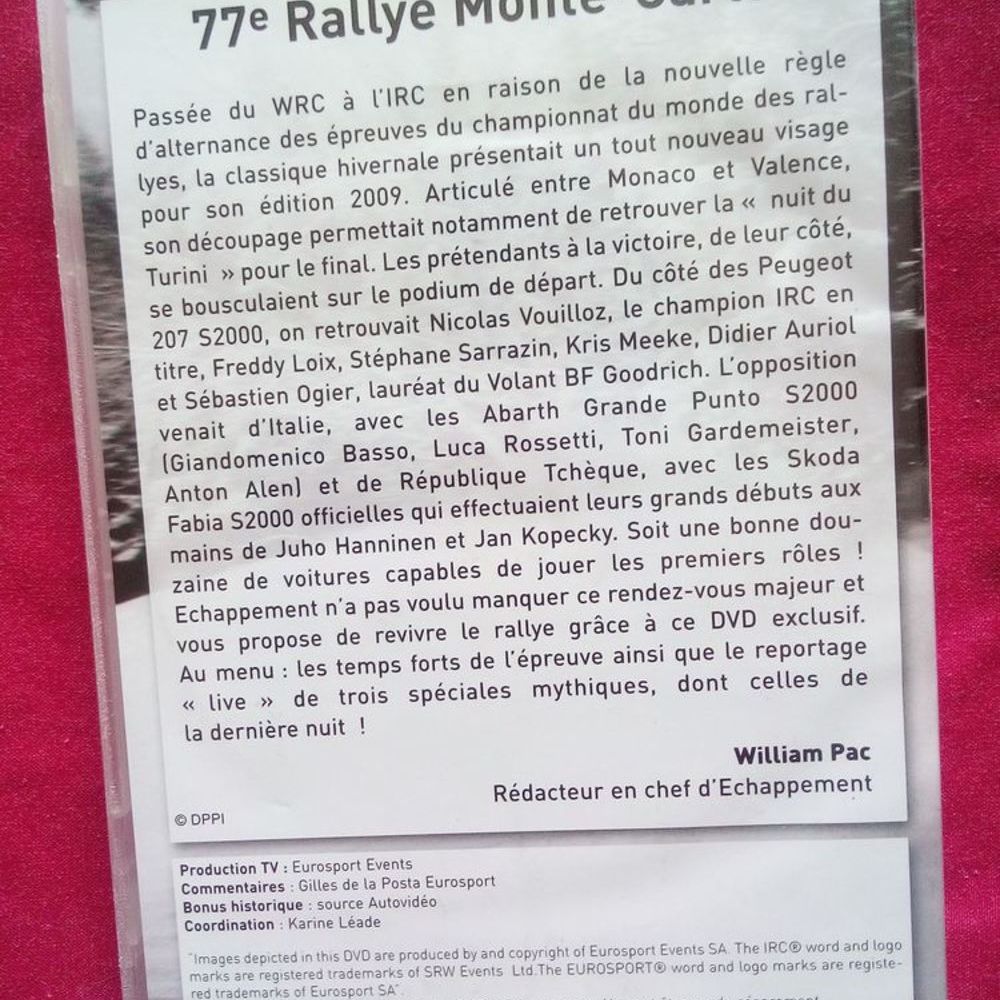 77e Rallye Monte
Passée du WRC à l'IRC en raison de la nouvelle règle
d'alternance des épreuves du championnat du monde des ral-
lyes, la classique hivernale présentait un tout nouveau visage
pour son édition 2009. Articulé entre Monaco et Valence,
son découpage permettait notamment de retrouver la « nuit du
Turini » pour le final. Les prétendants à la victoire, de leur côté,
se bousculaient sur le podium de départ. Du côté des Peugeot
207 S2000, on retrouvait Nicolas Vouilloz, le champion IRC en
titre, Freddy Loix, Stéphane Sarrazin, Kris Meeke, Didier Auriol
et Sébastien Ogier, lauréat du Volant BF Goodrich. L'opposition
venait d'Italie, avec les Abarth Grande Punto S2000
(Giandomenico Basso, Luca Rossetti, Toni Gardemeister,
Anton Alen) et de République Tchèque, avec les Skoda
Fabia S2000 officielles qui effectuaient leurs grands débuts aux
mains de Juho Hanninen et Jan Kopecky. Soit une bonne dou-
zaine de voitures capables de jouer les premiers rôles !
Echappement n'a pas voulu manquer ce rendez-vous majeur et
vous propose de revivre le rallye grâce à ce DVD exclusif.
Au menu : les temps forts de l'épreuve ainsi que le reportage
« live » de trois spéciales mythiques, dont celles de
la dernière nuit !
William Pac
Rédacteur en chef d'Echappement
© DPPI
Production TV : Eurosport Events
Commentaires : Gilles de la Posta Eurosport
Bonus historique : source Autovidéo
Coordination : Karine Léade
"Images depicted in this DVD are produced by and copyright of Eurosport Events SA. The IRC® word and logo
marks are registered trademarks of SRW Events Ltd.The EUROSPORT® word and logo marks are registe-
red trademarks of Eurosport SA".